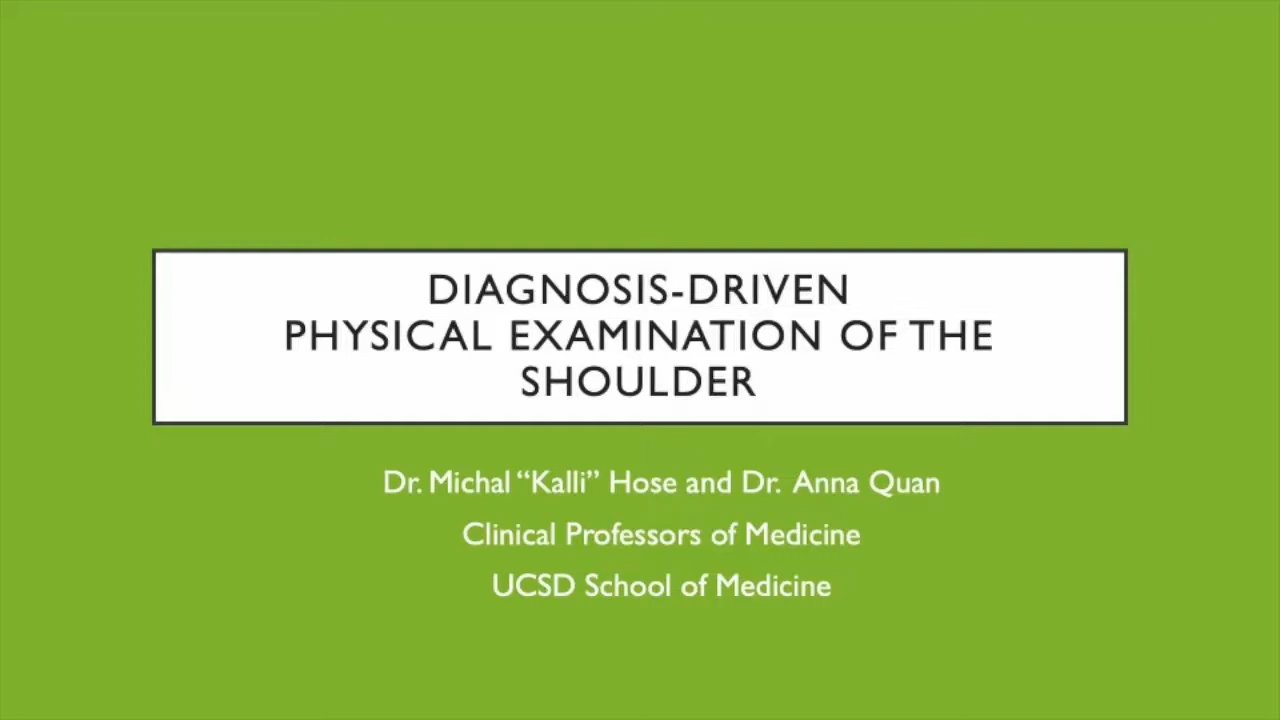 DIAGNOSIS-DRIVEN
PHYSICAL EXAMINATION OF THE
SHOULDER
Dr. Michal “Kalli” Hose and Dr. Anna Quan
Clinical Professors of Medicine
UCSD School of Medicine